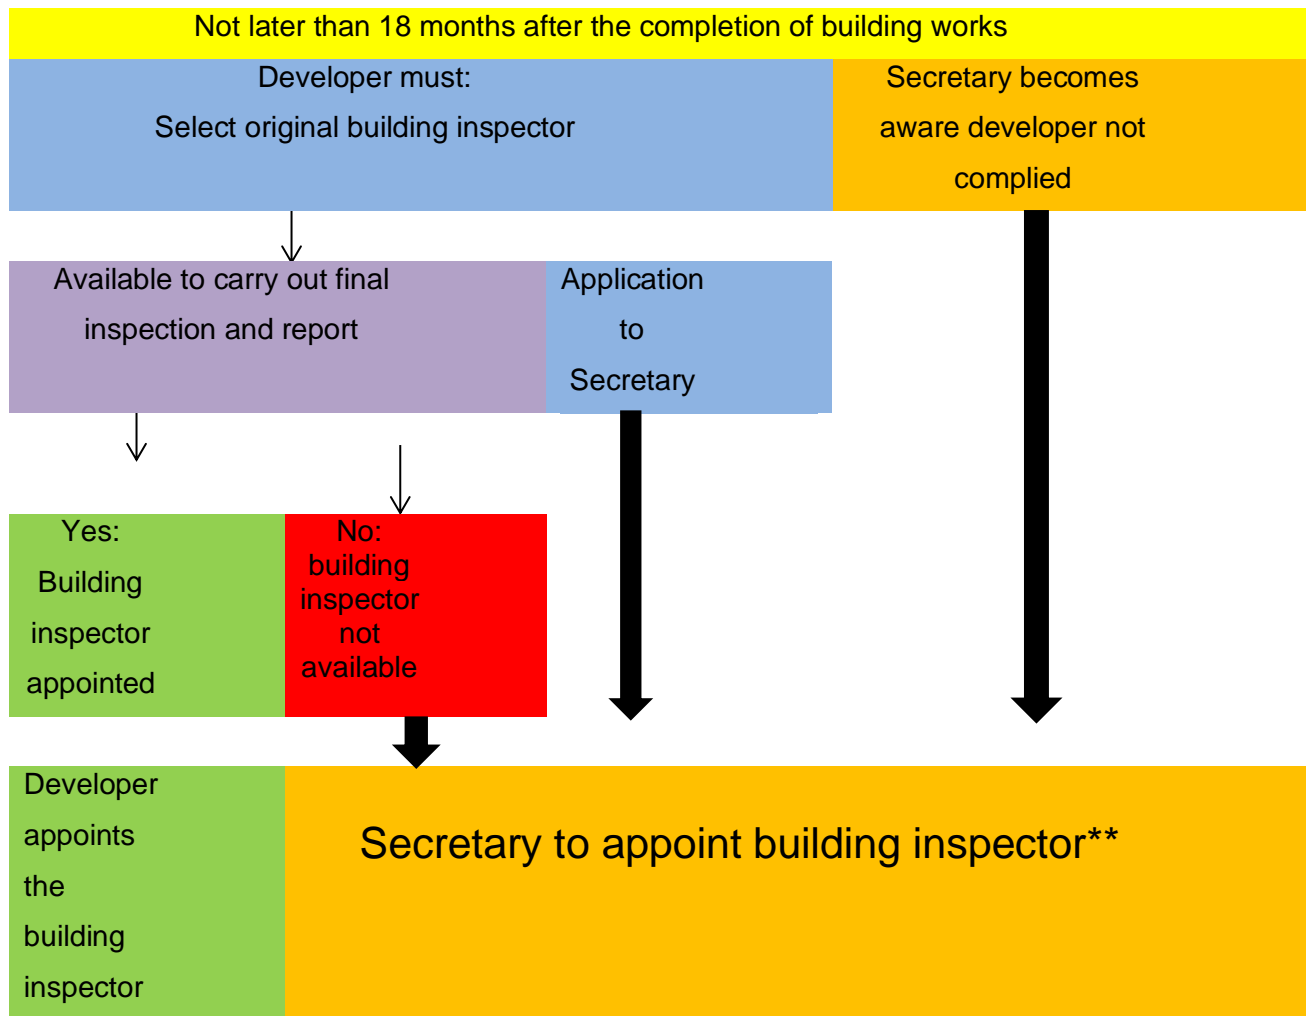 Not later than 18 months after the completion of building works
Developer must:
Select original building inspector
Secretary becomes
aware developer not
complied
Available to carry out final
inspection and report
Application
to
Secretary
Yes:
Building
inspector
appointed
No:
building
inspector
not
available
Developer
appoints
the
building
inspector
Secretary to appoint building inspector**